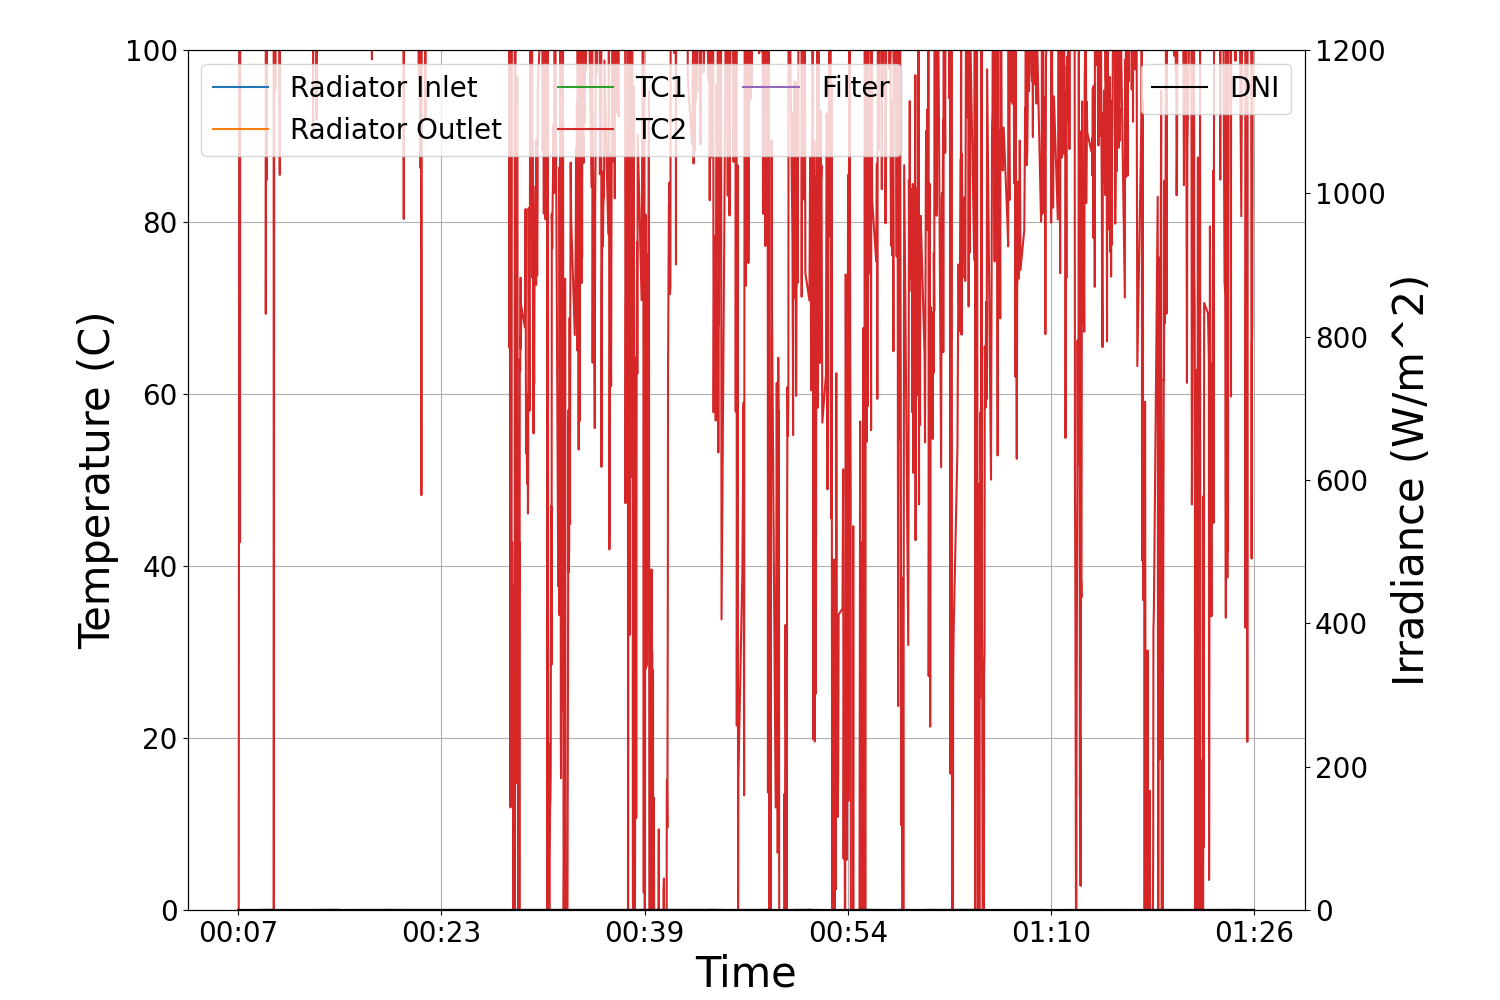 100
80
60
40
20
0
Temperature (C)
Radiator Inlet
Radiator Outlet
TC1
TC2
Filter
DNI
1200
1000
800
600
400
200
0
Irradiance (W/m^2)
00:07
00:23
00:39
00:54
01:10
01:26
Time